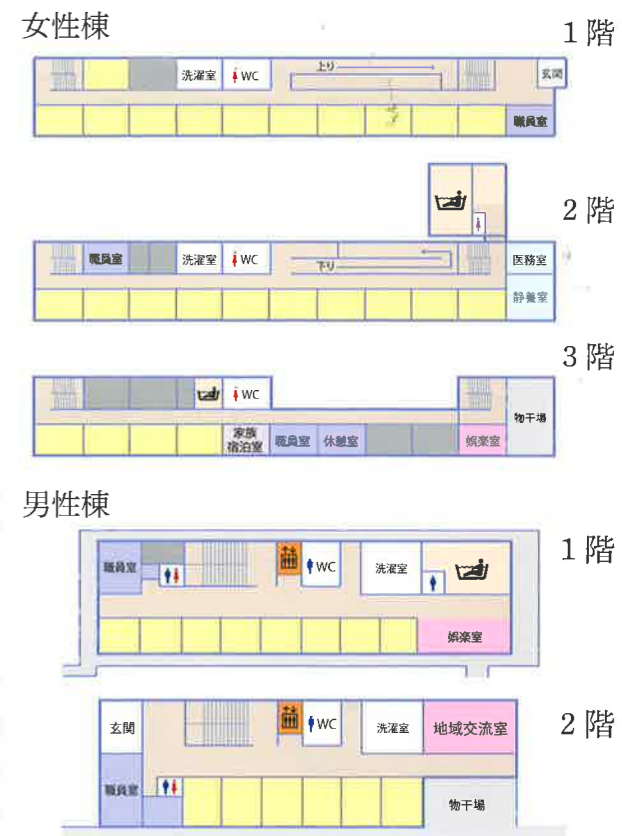 女性棟
1階
洗濯室
WC
上り
玄関
職員室
2階
職員室
洗濯室
WC
下り
医務室
静養室
3階
WC
物干場
家族
宿泊室
職員室
休憩室
娯楽室
男性棟
1階
職員室
WC
洗濯室
娯楽室
2階
玄関
WC
洗濯室
地域交流室
職員室
物干場